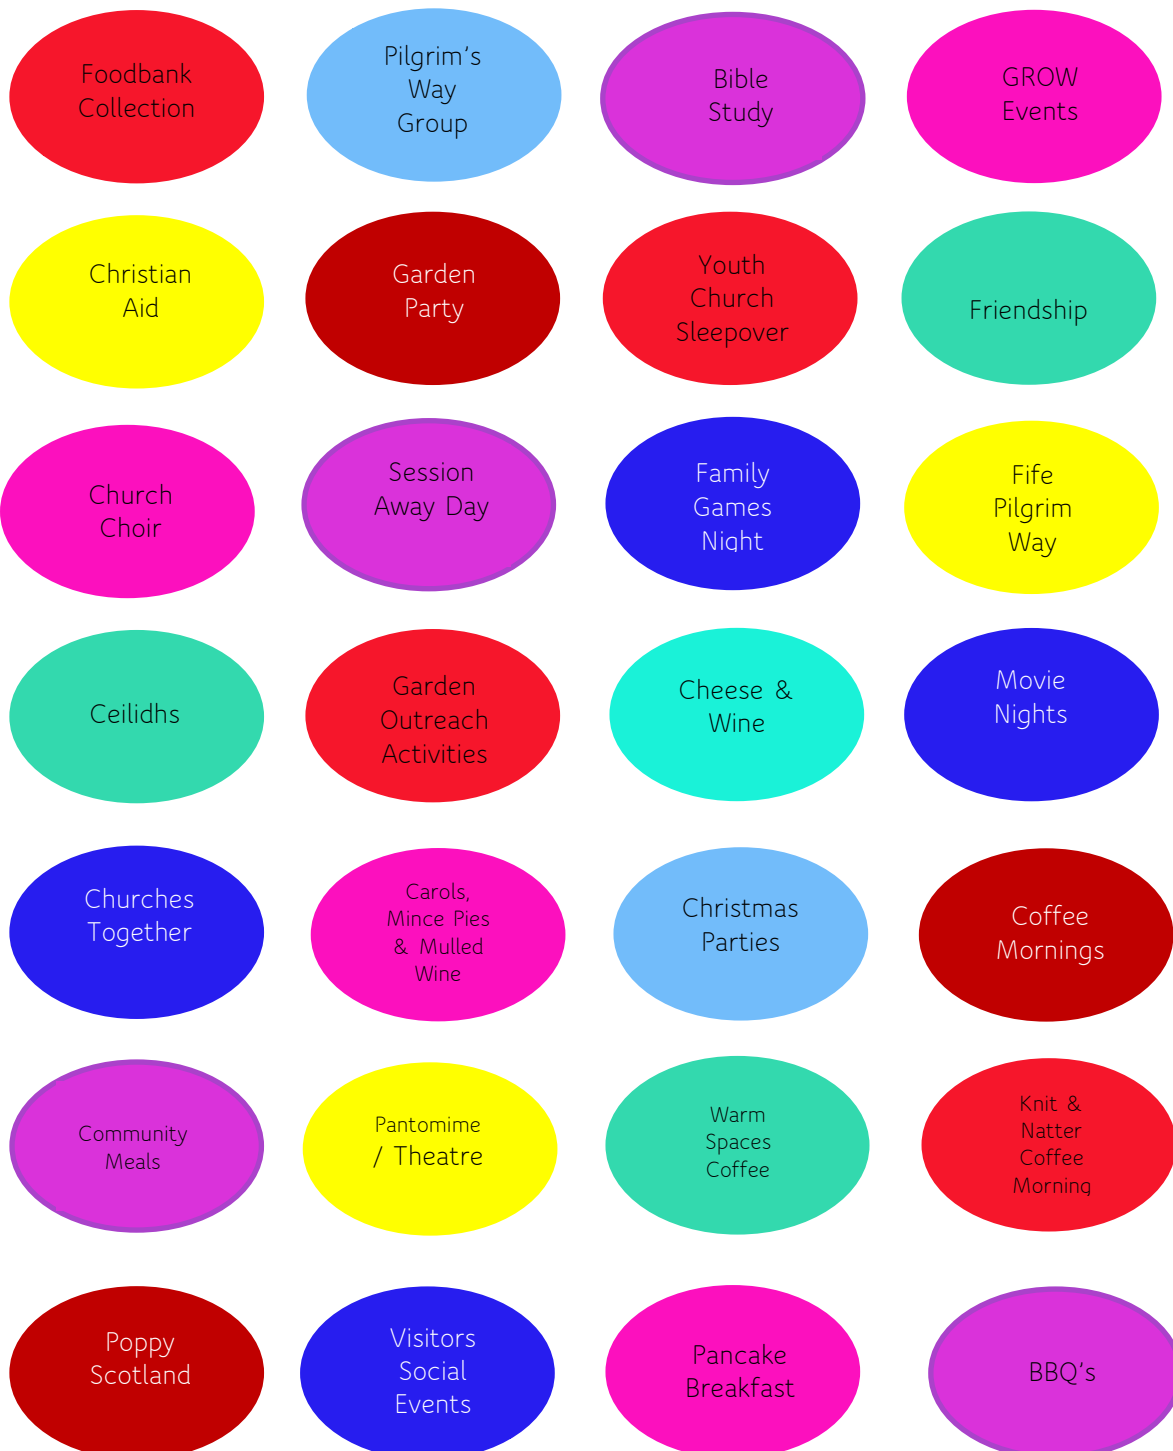 Foodbank
Collection
Pilgrim's
Way
Group
Bible
Study
GROW
Events
Christian
Aid
Garden
Party
Youth
Church
Sleepover
Friendship
Church
Choir
Session
Away Day
Family
Games
Night
Fife
Pilgrim
Way
Ceilidhs
Garden
Outreach
Activities
Cheese &
Wine
Movie
Nights
Churches
Together
Carols,
Mince Pies
& Mulled
Wine
Christmas
Parties
Coffee
Mornings
Community
Meals
Pantomime
/ Theatre
Warm
Spaces
Coffee
Knit &
Natter
Coffee
Morning
Poppy
Scotland
Visitors
Social
Events
Pancake
Breakfast
BBQ's